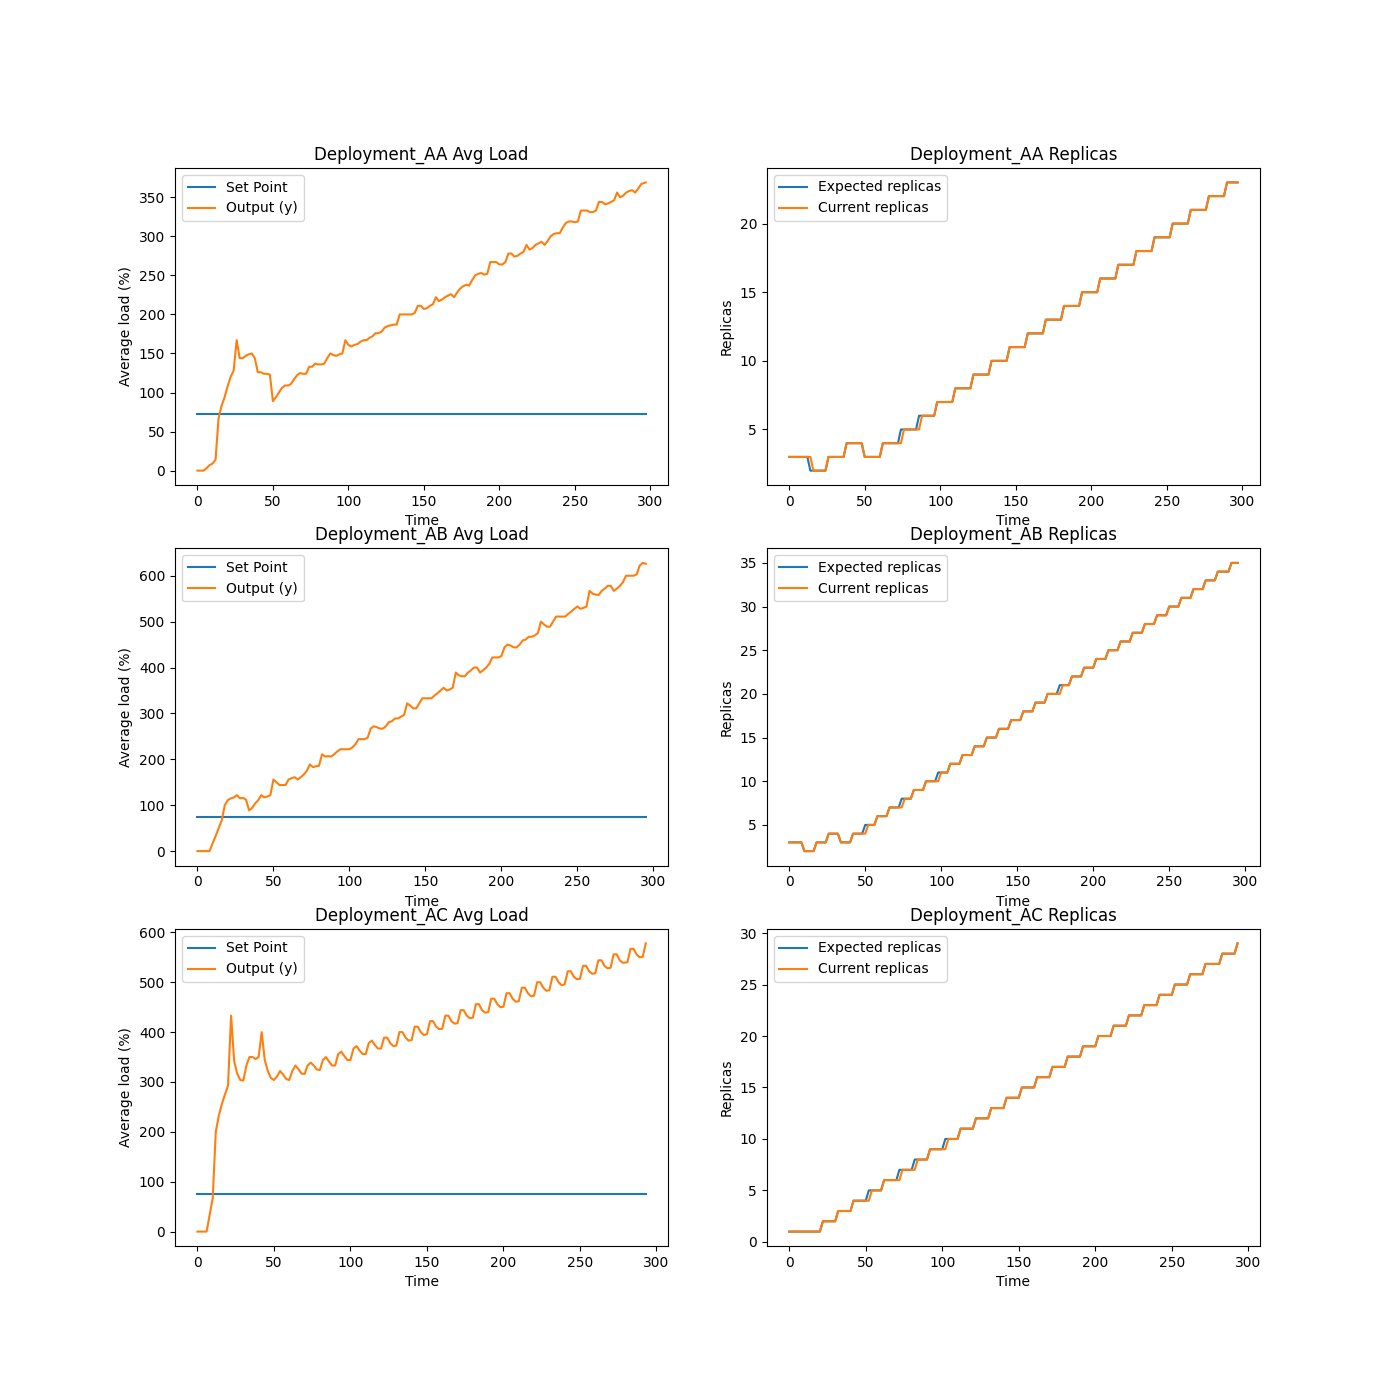 Deployment_AA Avg Load
Average load (%)
350
300
250
200
150
100
50
0
Set Point
Output (y)
0 50 100 150 200 250 300
Time
Deployment_AA Replicas
Replicas
20
15
10
5
Expected replicas
Current replicas
0 50 100 150 200 250 300
Time
Deployment_AB Avg Load
Average load (%)
600
500
400
300
200
100
0
Set Point
Output (y)
0 50 100 150 200 250 300
Time
Deployment_AB Replicas
Replicas
35
30
25
20
15
10
5
Expected replicas
Current replicas
0 50 100 150 200 250 300
Time
Deployment_AC Avg Load
Average load (%)
600
500
400
300
200
100
0
Set Point
Output (y)
0 50 100 150 200 250 300
Time
Deployment_AC Replicas
Replicas
30
25
20
15
10
5
0
Expected replicas
Current replicas
0 50 100 150 200 250 300
Time